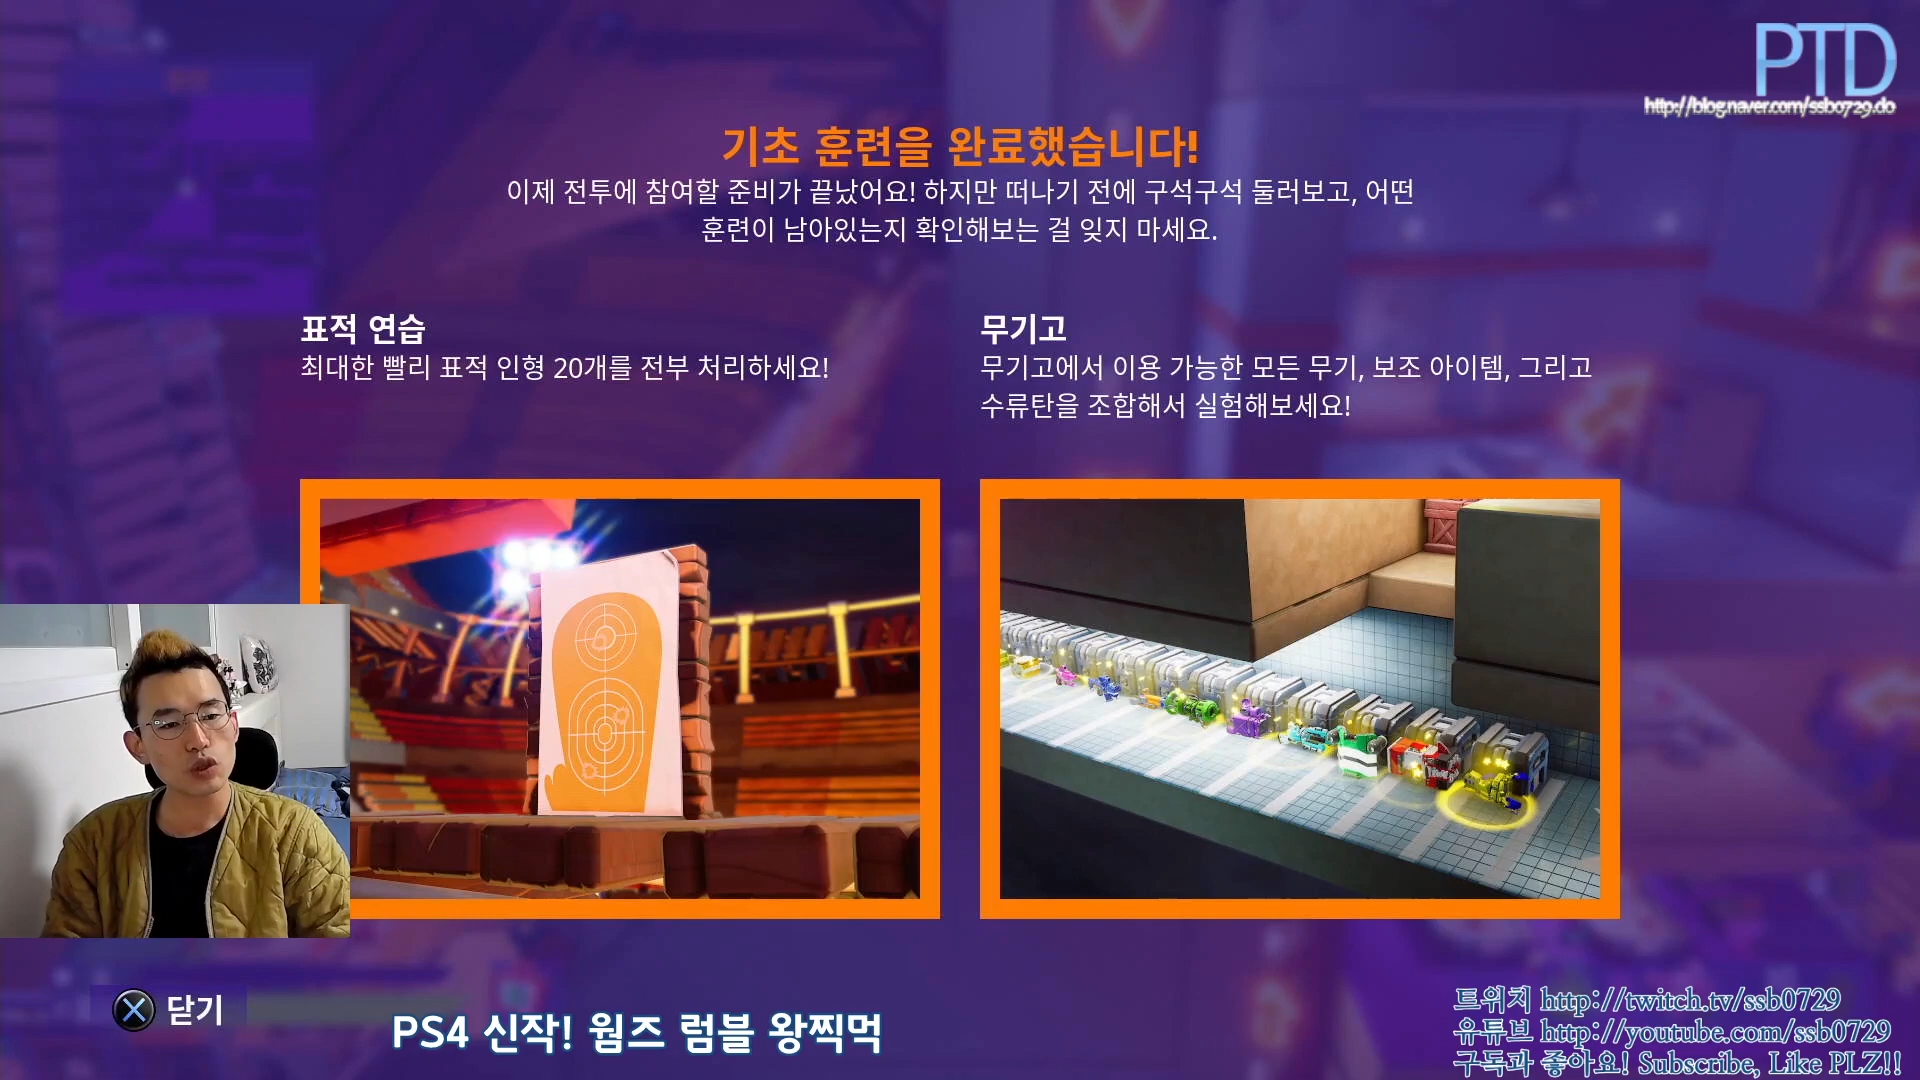 PTD
http://blog.naver.com/ssb0729.do
기초 훈련을 완료했습니다!
이제 전투에 참여할 준비가 끝났어요! 하지만 떠나기 전에 구석구석 둘러보고, 어떤
훈련이 남아있는지 확인해보는 걸 잊지 마세요.
표적 연습
최대한 빨리 표적 인형 20개를 전부 처리하세요!
무기고
무기고에서 이용 가능한 모든 무기, 보조 아이템, 그리고
수류탄을 조합해서 실험해보세요!
닫기
PS4 신작! 웜즈 럼블 왕찍먹
트위치 http://twitch.tv/ssb0729
유튜브 http://youtube.com/ssb0729
구독과 좋아요! Subscribe, Like PLZ!!